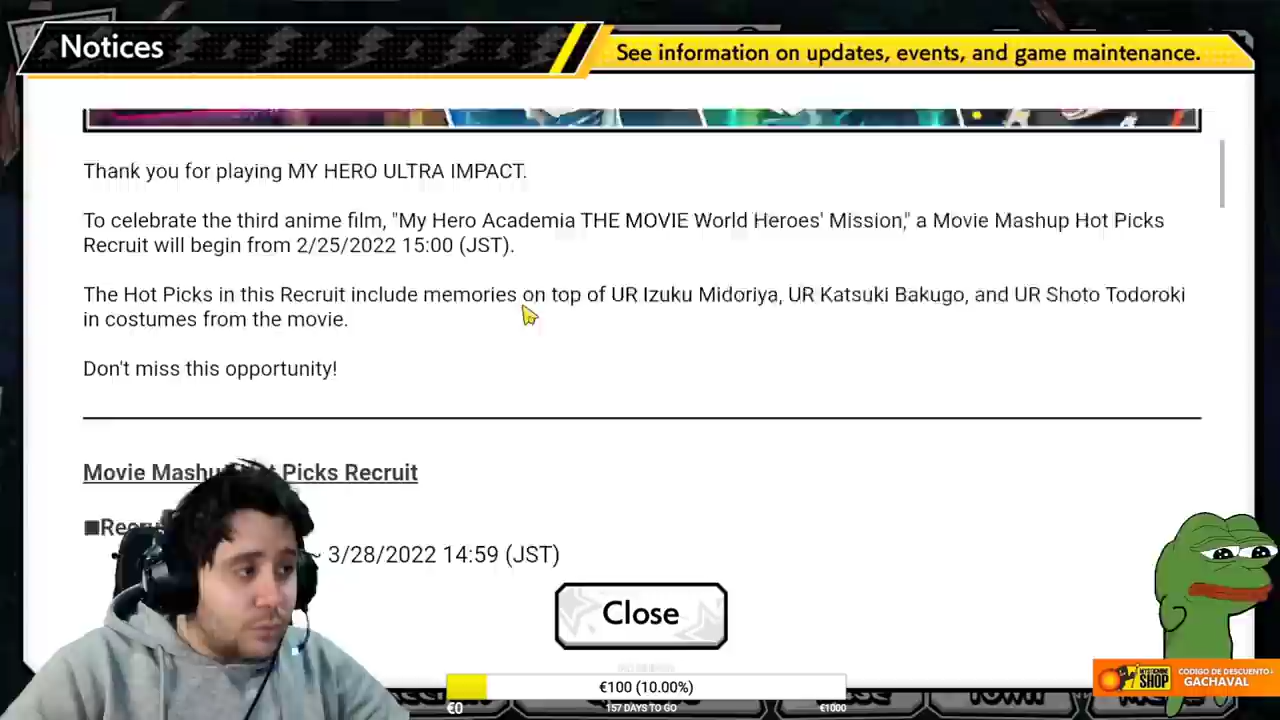 Notices
See information on updates, events, and game maintenance.
Thank you for playing MY HERO ULTRA IMPACT.
To celebrate the third anime film, "My Hero Academia THE MOVIE World Heroes' Mission," a Movie Mashup Hot Picks
Recruit will begin from 2/25/2022 15:00 (JST).
The Hot Picks in this Recruit include memories on top of UR Izuku Midoriya, UR Katsuki Bakugo, and UR Shoto Todoroki
in costumes from the movie.
Don't miss this opportunity!
Movie Mashup Hot Picks Recruit
~ 3/28/2022 14:59 (JST)
Close
SHOP
CODIGO DE DESCUENTO
GACHAVAL
€100 (10.00%)
€0
157 DAYS TO GO
€1000